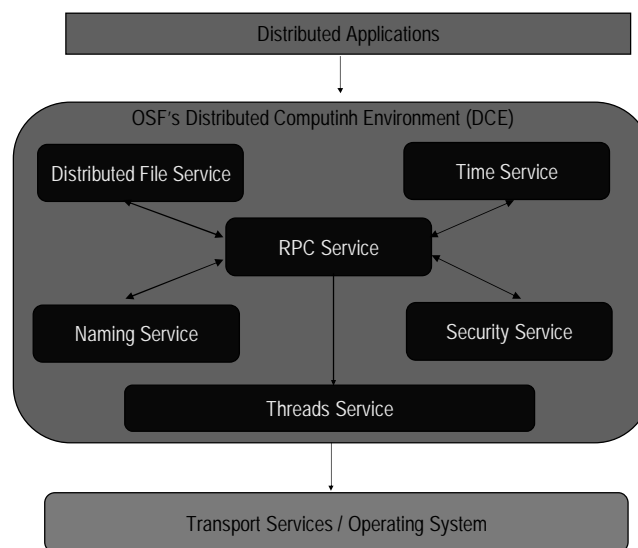 Distributed Applications
OSF's Distributed Computinh Environment (DCE)
Distributed File Service
Time Service
RPC Service
Naming Service
Security Service
Threads Service
Transport Services / Operating System